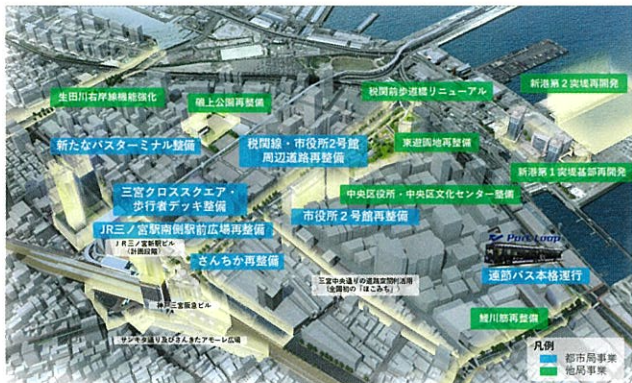 生田川右岸線機能強化
磯上公園再整備
税関前歩道橋リニューアル
新港第2突堤再開発
新たなバスターミナル整備
税関線・市役所2号館
周辺道路再整備
東遊園地再整備
新港第1突堤基部再開発
三宮クロススクエア・
歩行者デッキ整備
中央区役所・中央区文化センター整備
市役所2号館再整備
JR三ノ宮駅南側駅前広場再整備
JR三ノ宮新駅ビル
(計画段階)
さんちか再整備
Port Loop
連節バス本格運行
三宮中央通りの道路空間利活用
(全国初の「ほこみち」)
神戸三宮阪急ビル
鯉川筋再整備
サンキタ通り及びさんきたアモーレ広場
凡例
都市局事業
他局事業